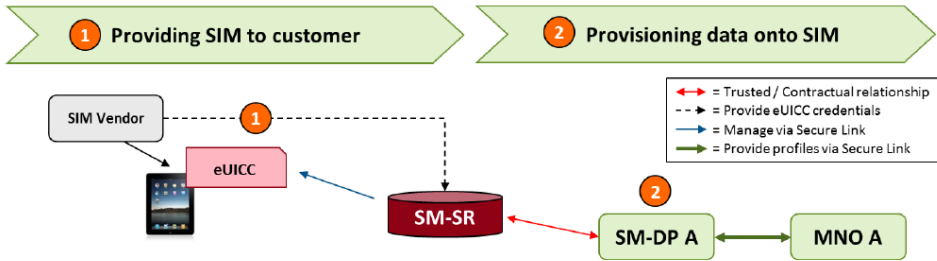 1 Providing SIM to customer
2 Provisioning data onto SIM
= Trusted / Contractual relationship
= Provide eUICC credentials
= Manage via Secure Link
= Provide profiles via Secure Link
SIM Vendor
1
eUICC
SM-SR
2
SM-DP A
MNO A